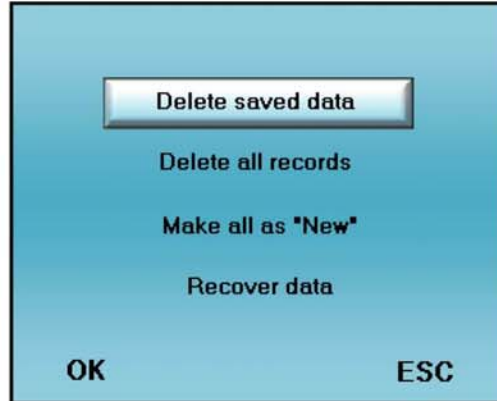 Delete saved data
Delete all records
Make all as "New"
Recover data
OK ESC